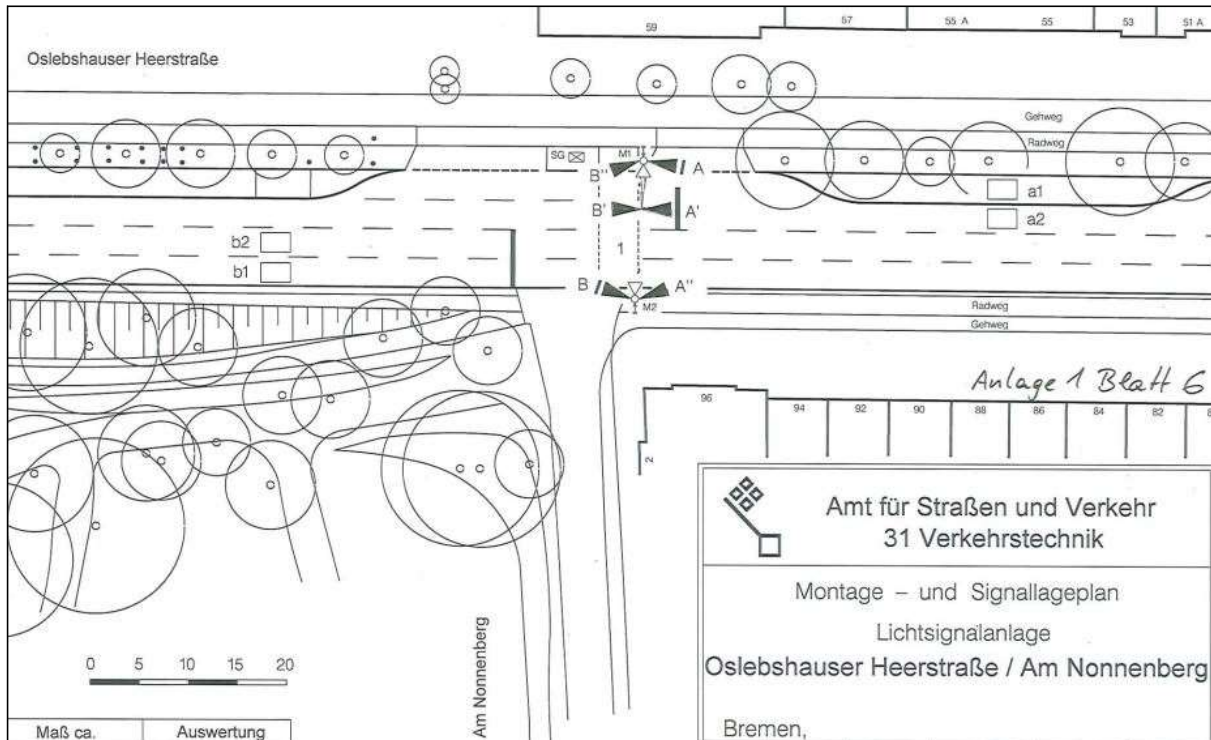 59
57
55 A
55
53
51 A
Oslebshauser Heerstraße
Gehweg
Radweg
SG
M1
B''
A
a1
B'
A'
a2
b2
1
b1
B
A''
M2
Radweg
Gehweg
Anlage 1 Blatt 6
96
94
92
90
88
86
84
82
2
Amt für Straßen und Verkehr
31 Verkehrstechnik
Montage - und Signallageplan
Lichtsignalanlage
Oslebshauser Heerstraße / Am Nonnenberg
Bremen,
Am Nonnenberg
0 5 10 15 20
Maß ca. Auswertung